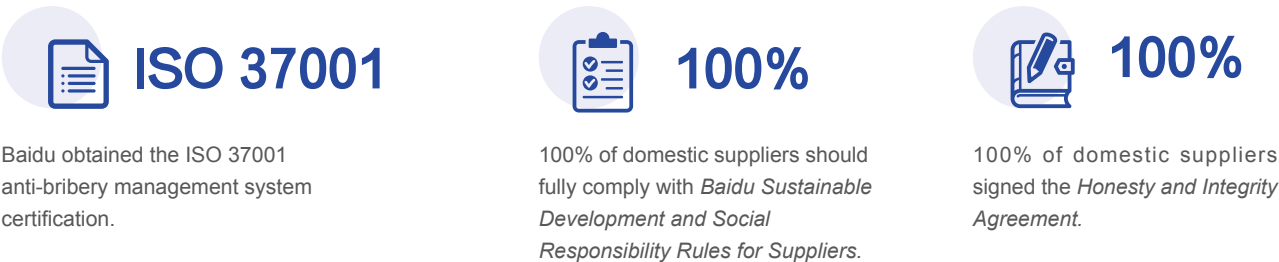 ISO 37001
Baidu obtained the ISO 37001
anti-bribery management system
certification.
100%
100% of domestic suppliers should
fully comply with Baidu Sustainable
Development and Social
Responsibility Rules for Suppliers.
100%
100% of domestic suppliers
signed the Honesty and Integrity
Agreement.